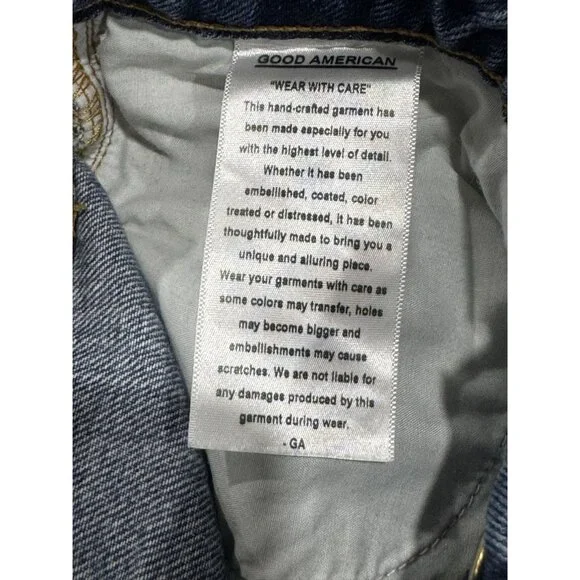 GOOD AMERICAN
"WEAR WITH CARE"
This hand-crafted garment has
been made especially for you
with the highest level of detail.
Whether it has been
embellished, coated, color
treated or distressed, it has been
thoughtfully made to bring you a
unique and alluring piece.
Wear your garments with care as
some colors may transfer, holes
may become bigger and
embellishments may cause
scratches. We are not liable for
any damages produced by this
garment during wear.
- GA